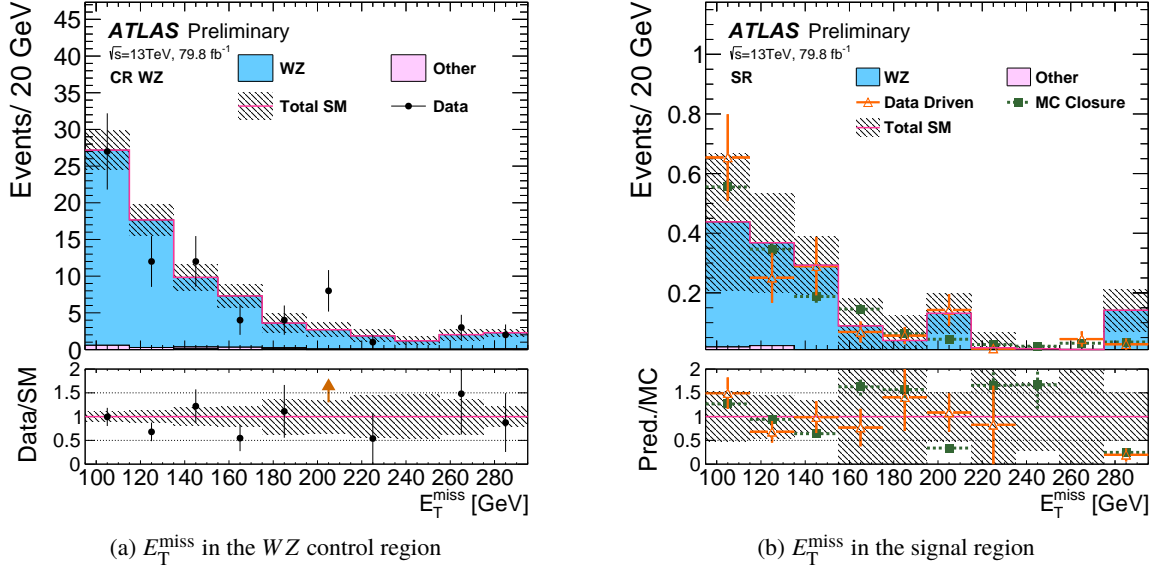 ATLAS Preliminary
√s=13TeV, 79.8 fb⁻¹
CR WZ
WZ
Other
Total SM
Data
Events/ 20 GeV
45
40
35
30
25
20
15
10
5
0
Data/SM
2
1.5
1
0.5
0
100 120 140 160 180 200 220 240 260 280
E_T^miss [GeV]
(a) E_T^miss in the WZ control region
ATLAS Preliminary
√s=13TeV, 79.8 fb⁻¹
SR
WZ
Other
Data Driven
MC Closure
Total SM
Events/ 20 GeV
1
0.8
0.6
0.4
0.2
Pred./MC
2
1.5
1
0.5
0
100 120 140 160 180 200 220 240 260 280
E_T^miss [GeV]
(b) E_T^miss in the signal region